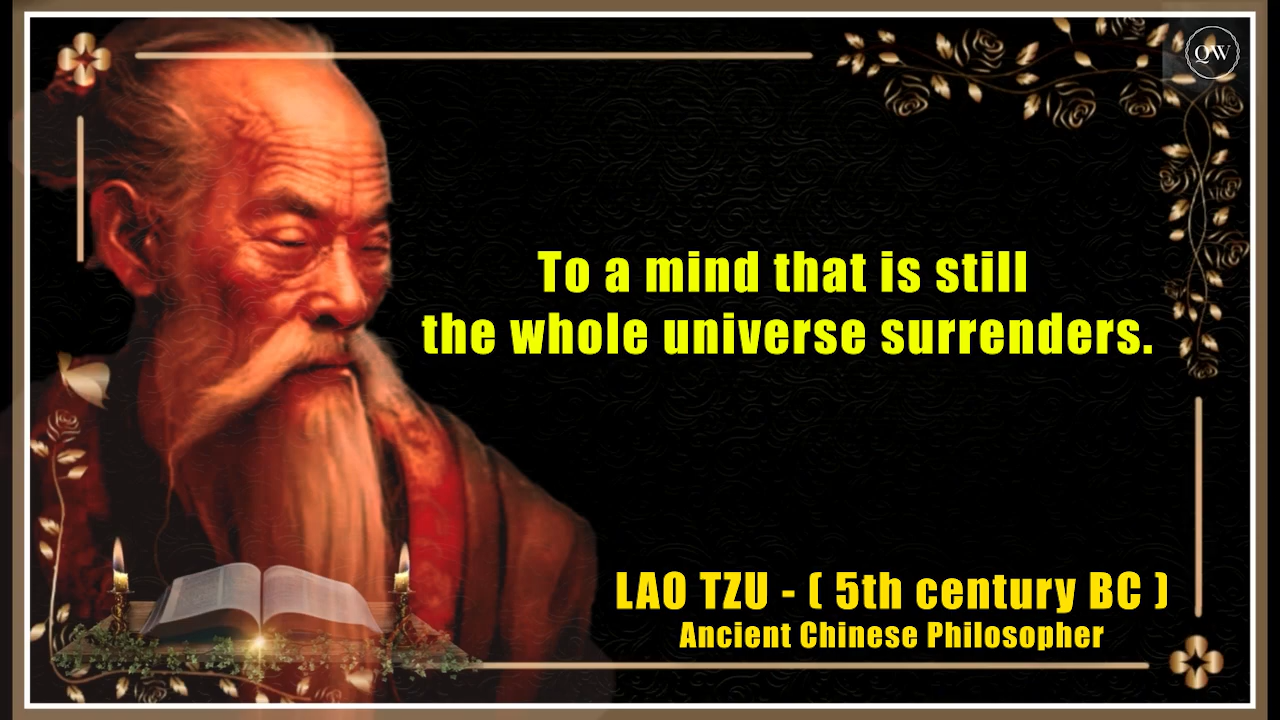 QW
To a mind that is still
the whole universe surrenders.
LAO TZU - ( 5th century BC )
Ancient Chinese Philosopher